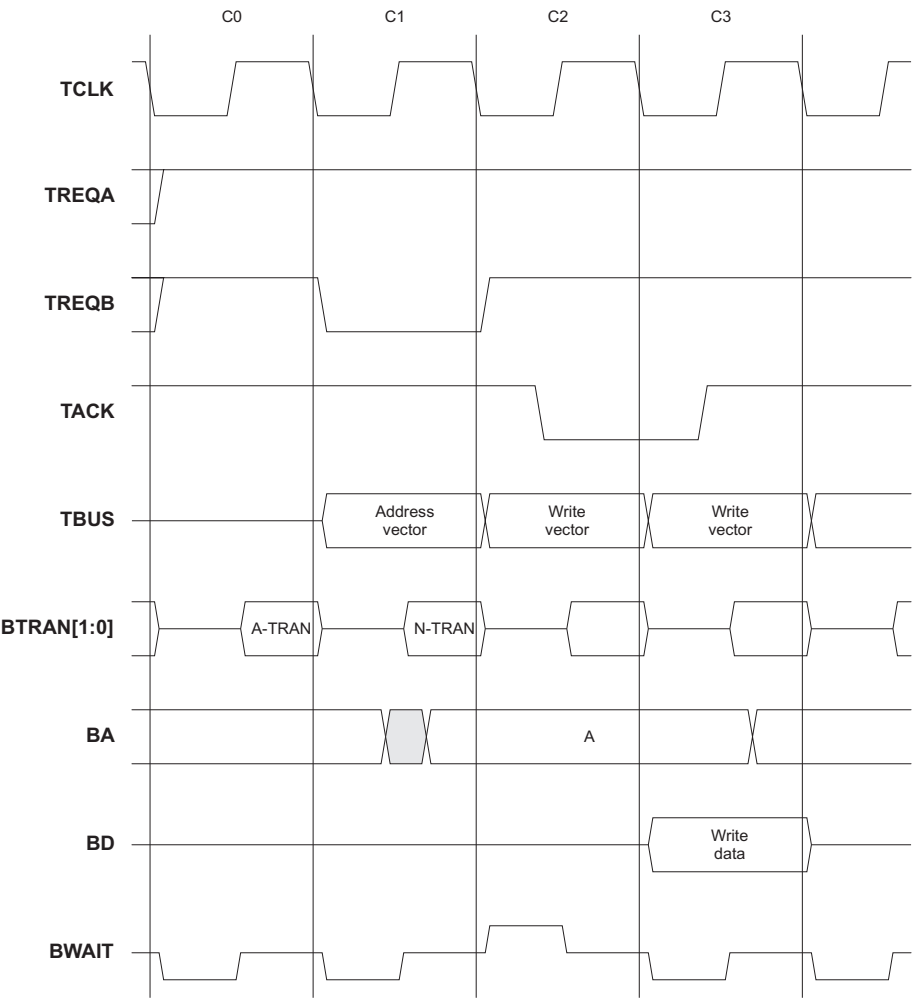 C0 C1 C2 C3
TCLK
TREQA
TREQB
TACK
TBUS Address vector Write vector Write vector
BTRAN[1:0] A-TRAN N-TRAN
BA A
BD Write data
BWAIT